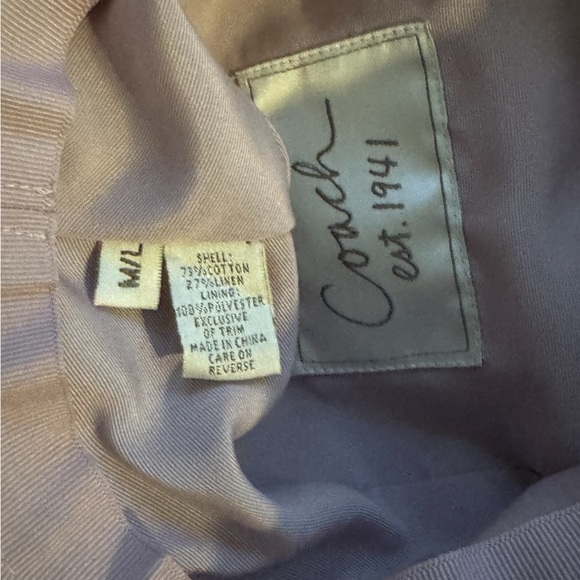 Coach
est. 1941
M/L
SHELL:
73%COTTON
27%LINEN
LINING:
100%POLYESTER
EXCLUSIVE
OF TRIM
MADE IN CHINA
CARE ON
REVERSE